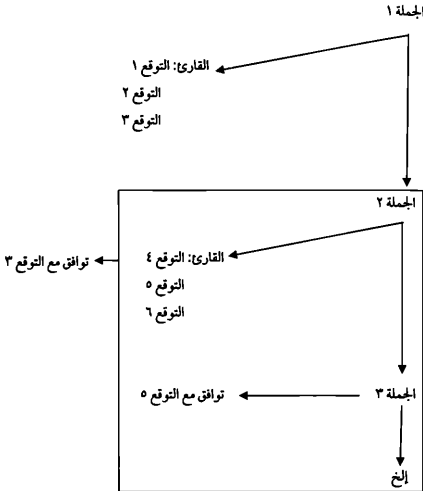 الجملة ١
القارئ: التوقع ١
التوقع ٢
التوقع ٣
الجملة ٢
القارئ: التوقع ٤
توافق مع التوقع ٣
التوقع ٥
التوقع ٦
الجملة ٣
توافق مع التوقع ٥
إلخ